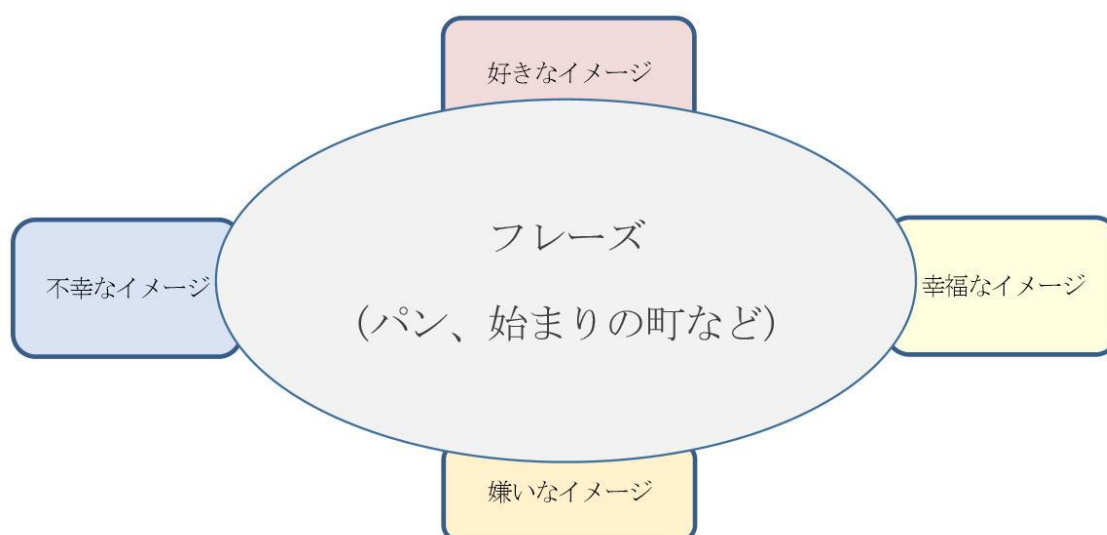 好きなイメージ
フレーズ
（パン、始まりの町など）
不幸なイメージ
幸福なイメージ
嫌いなイメージ